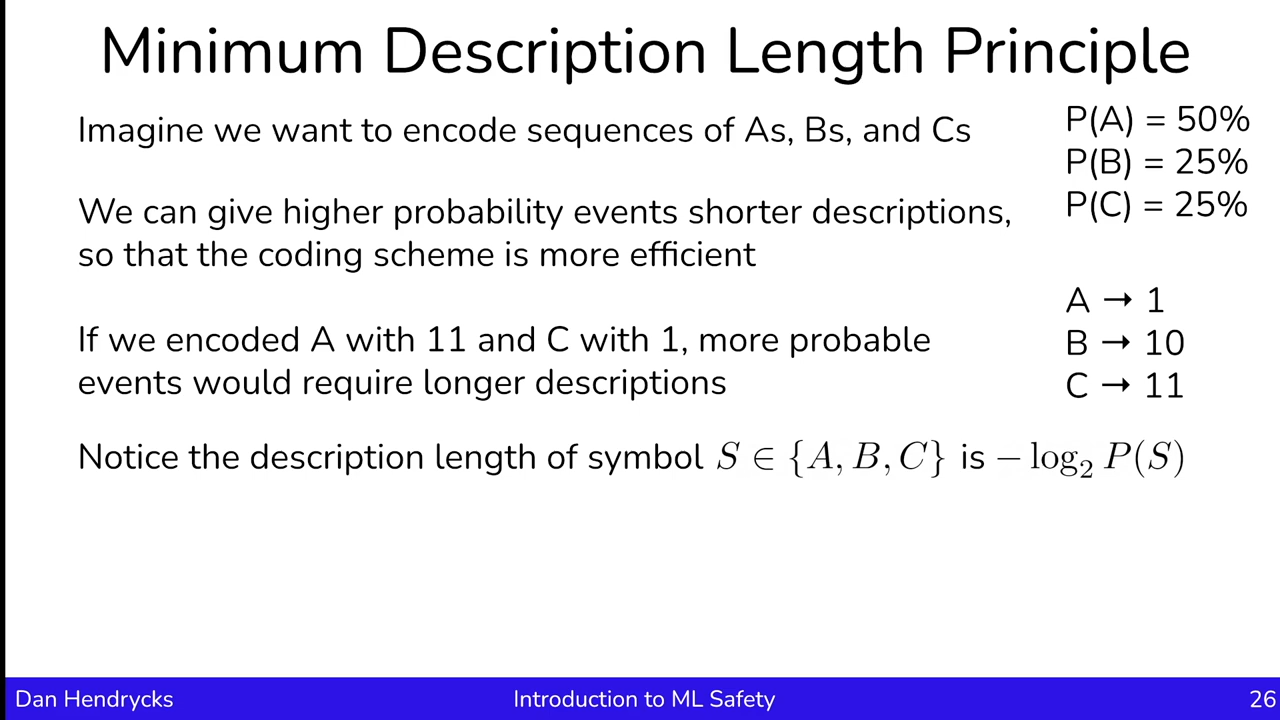 Minimum Description Length Principle
Imagine we want to encode sequences of As, Bs, and Cs
P(A) = 50%
P(B) = 25%
P(C) = 25%
We can give higher probability events shorter descriptions,
so that the coding scheme is more efficient
A → 1
B → 10
C → 11
If we encoded A with 11 and C with 1, more probable
events would require longer descriptions
Notice the description length of symbol S ∈ {A, B, C} is − log₂ P(S)
Dan Hendrycks
Introduction to ML Safety
26